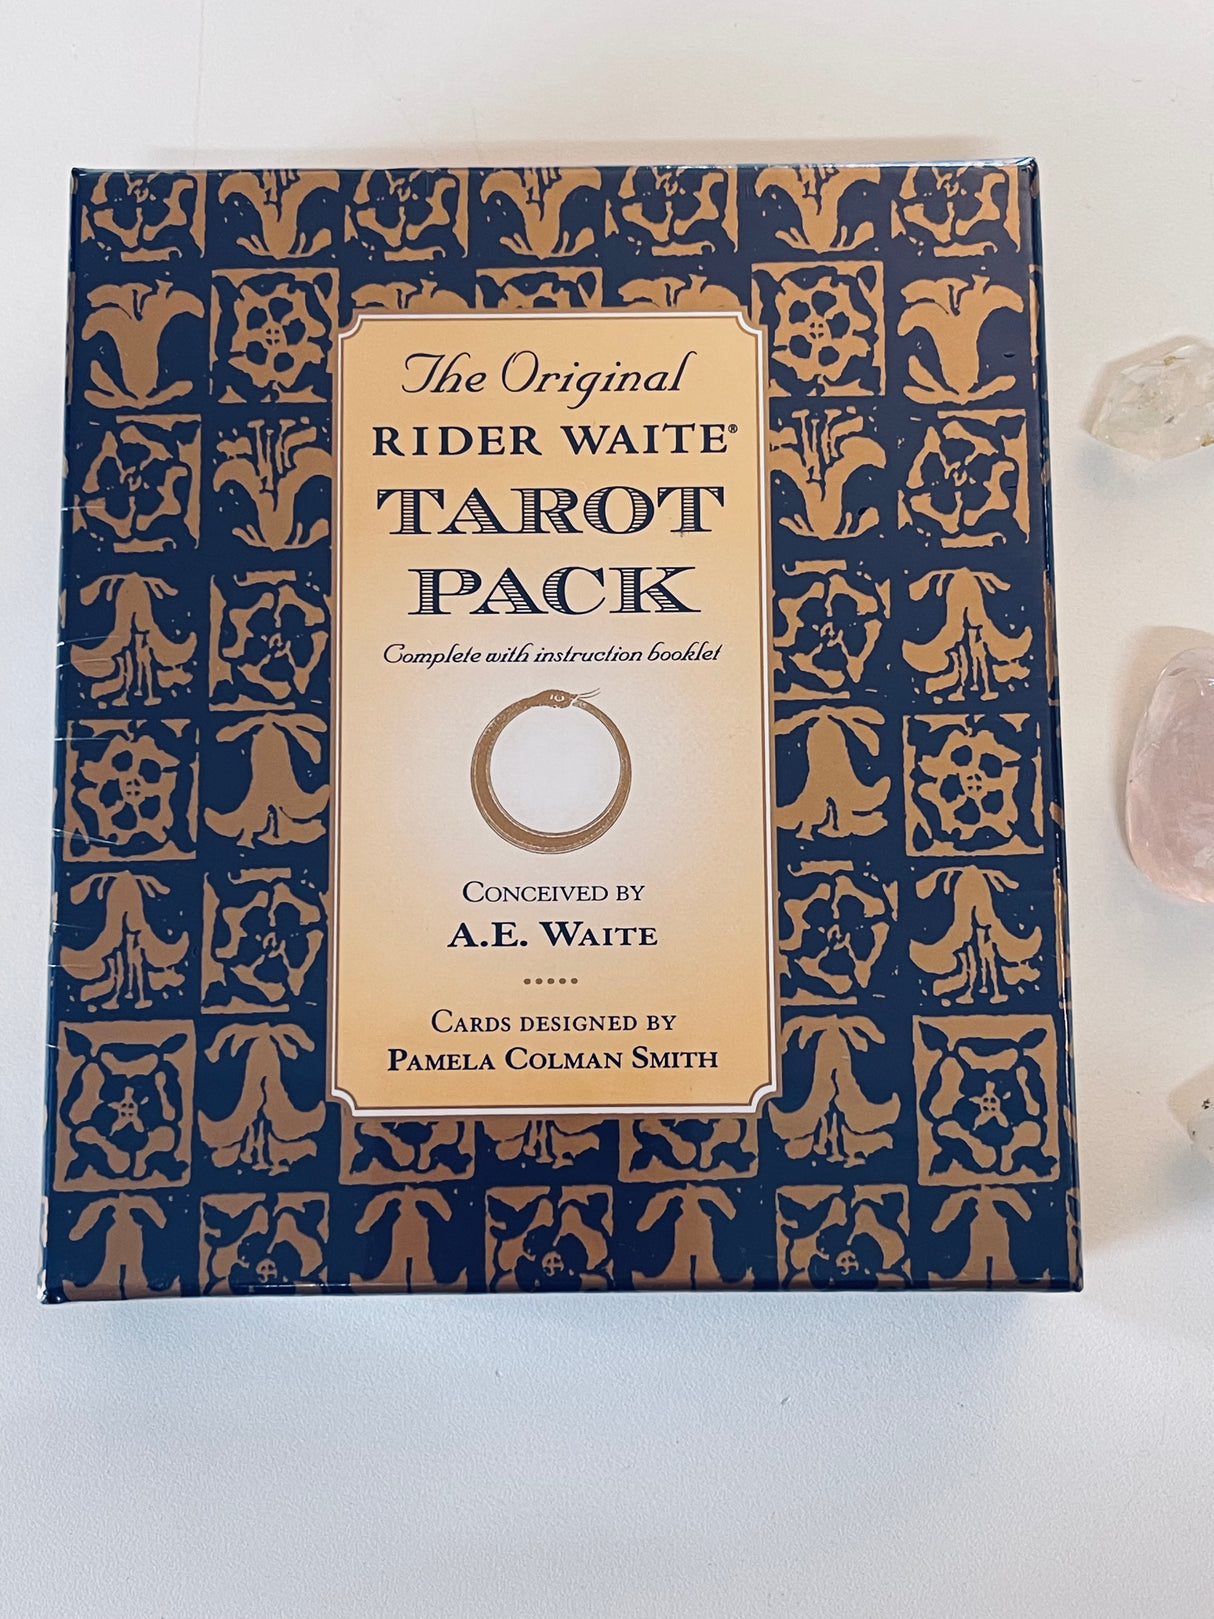 The Original
RIDER WAITE®
TAROT
PACK
Complete with instruction booklet
CONCEIVED BY
A.E. WAITE
CARDS DESIGNED BY
PAMELA COLMAN SMITH